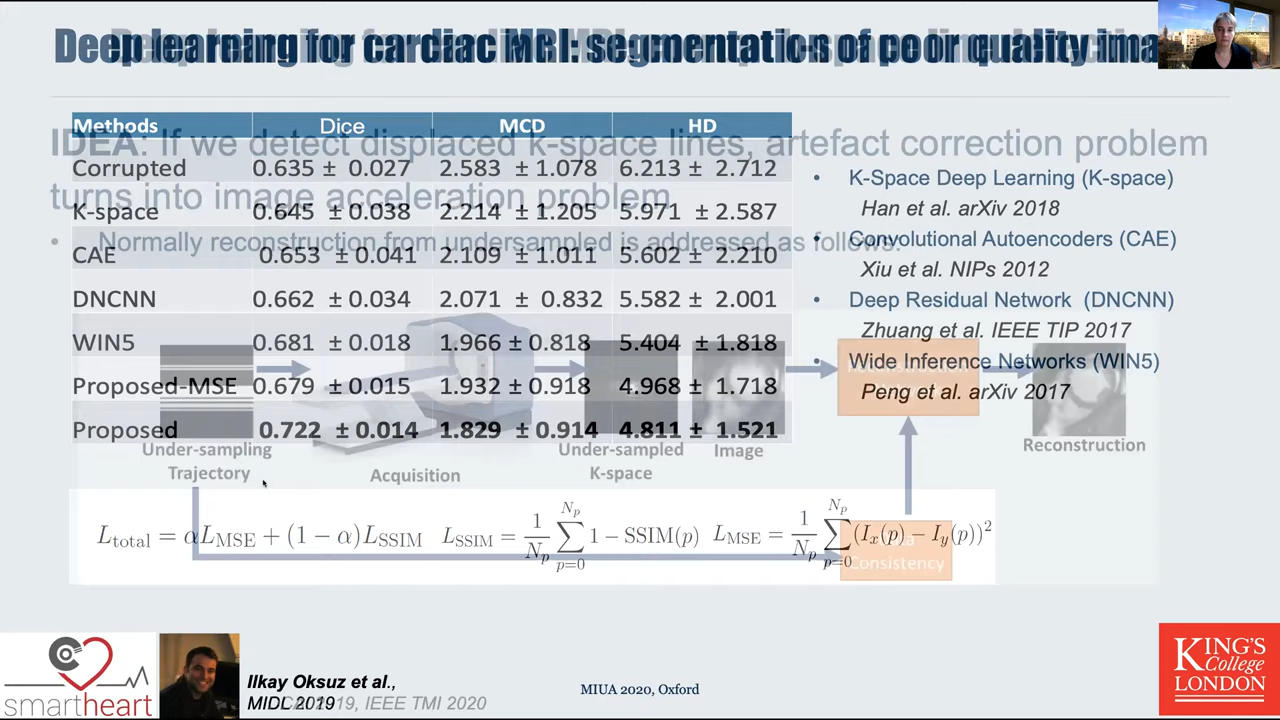 Deep learning for cardiac MRI: segmentation of poor quality ima
Methods Dice MCD HD
IDEA: If we detect displaced k-space lines, artefact correction problem
turns into image acceleration problem
Normally reconstruction from undersampled is addressed as follows:
Corrupted 0.635 ± 0.027 2.583 ± 1.078 6.213 ± 2.712
K-space 0.645 ± 0.038 2.214 ± 1.205 5.971 ± 2.587
CAE 0.653 ± 0.041 2.109 ± 1.011 5.602 ± 2.210
DNCNN 0.662 ± 0.034 2.071 ± 0.832 5.582 ± 2.001
WIN5 0.681 ± 0.018 1.966 ± 0.818 5.404 ± 1.818
Proposed-MSE 0.679 ± 0.015 1.932 ± 0.918 4.968 ± 1.718
Proposed 0.722 ± 0.014 1.829 ± 0.914 4.811 ± 1.521
• K-Space Deep Learning (K-space)
Han et al. arXiv 2018
• Convolutional Autoencoders (CAE)
Xiu et al. NIPs 2012
• Deep Residual Network (DNCNN)
Zhuang et al. IEEE TIP 2017
• Wide Inference Networks (WIN5)
Peng et al. arXiv 2017
Under-sampling
Trajectory
Acquisition
Under-sampled
K-space
Image
Reconstruction
L_total = αL_MSE + (1 − α)L_SSIM L_SSIM = 1/N_p ∑_{p=0}^{N_p} 1 − SSIM(p) L_MSE = 1/N_p ∑_{p=0}^{N_p} (I_x(p) − I_y(p))²
Consistency
smartheart
Ilkay Oksuz et al.,
MIDL 2019
19, IEEE TMI 2020
MIUA 2020, Oxford
KING'S
College
LONDON